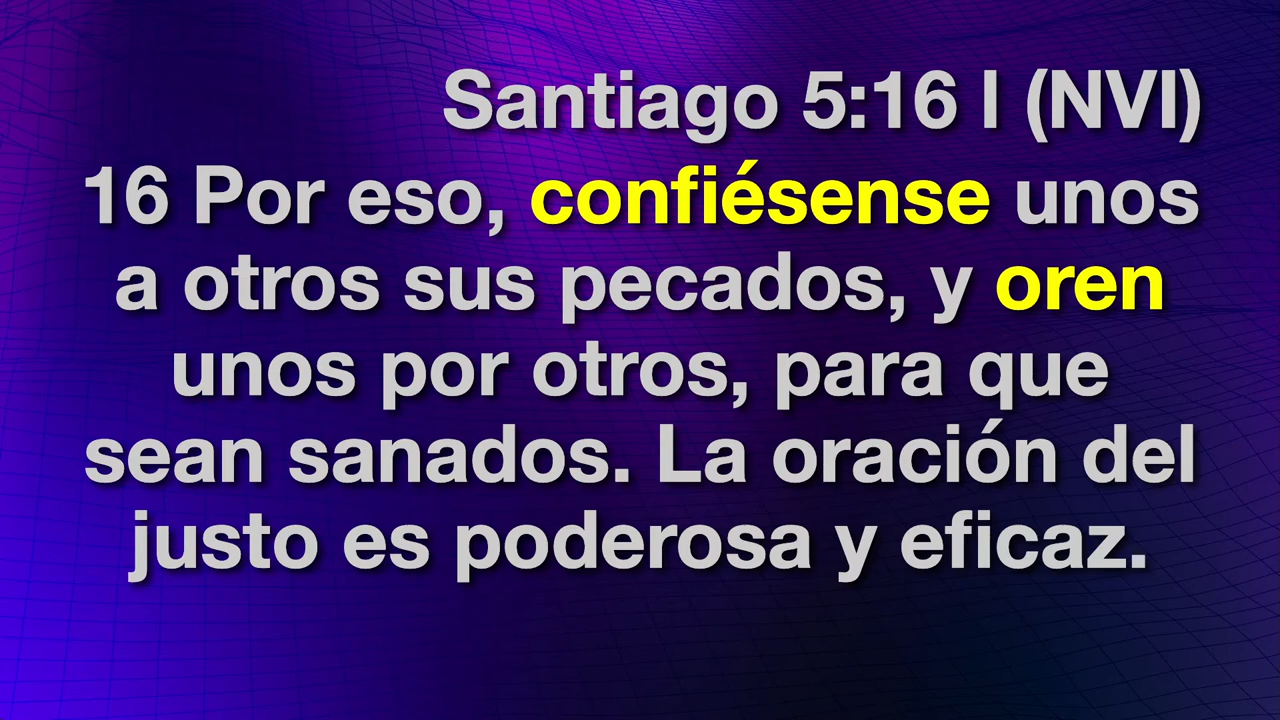 Santiago 5:16 | (NVI)
16 Por eso, confiésense unos
a otros sus pecados, y oren
unos por otros, para que
sean sanados. La oración del
justo es poderosa y eficaz.